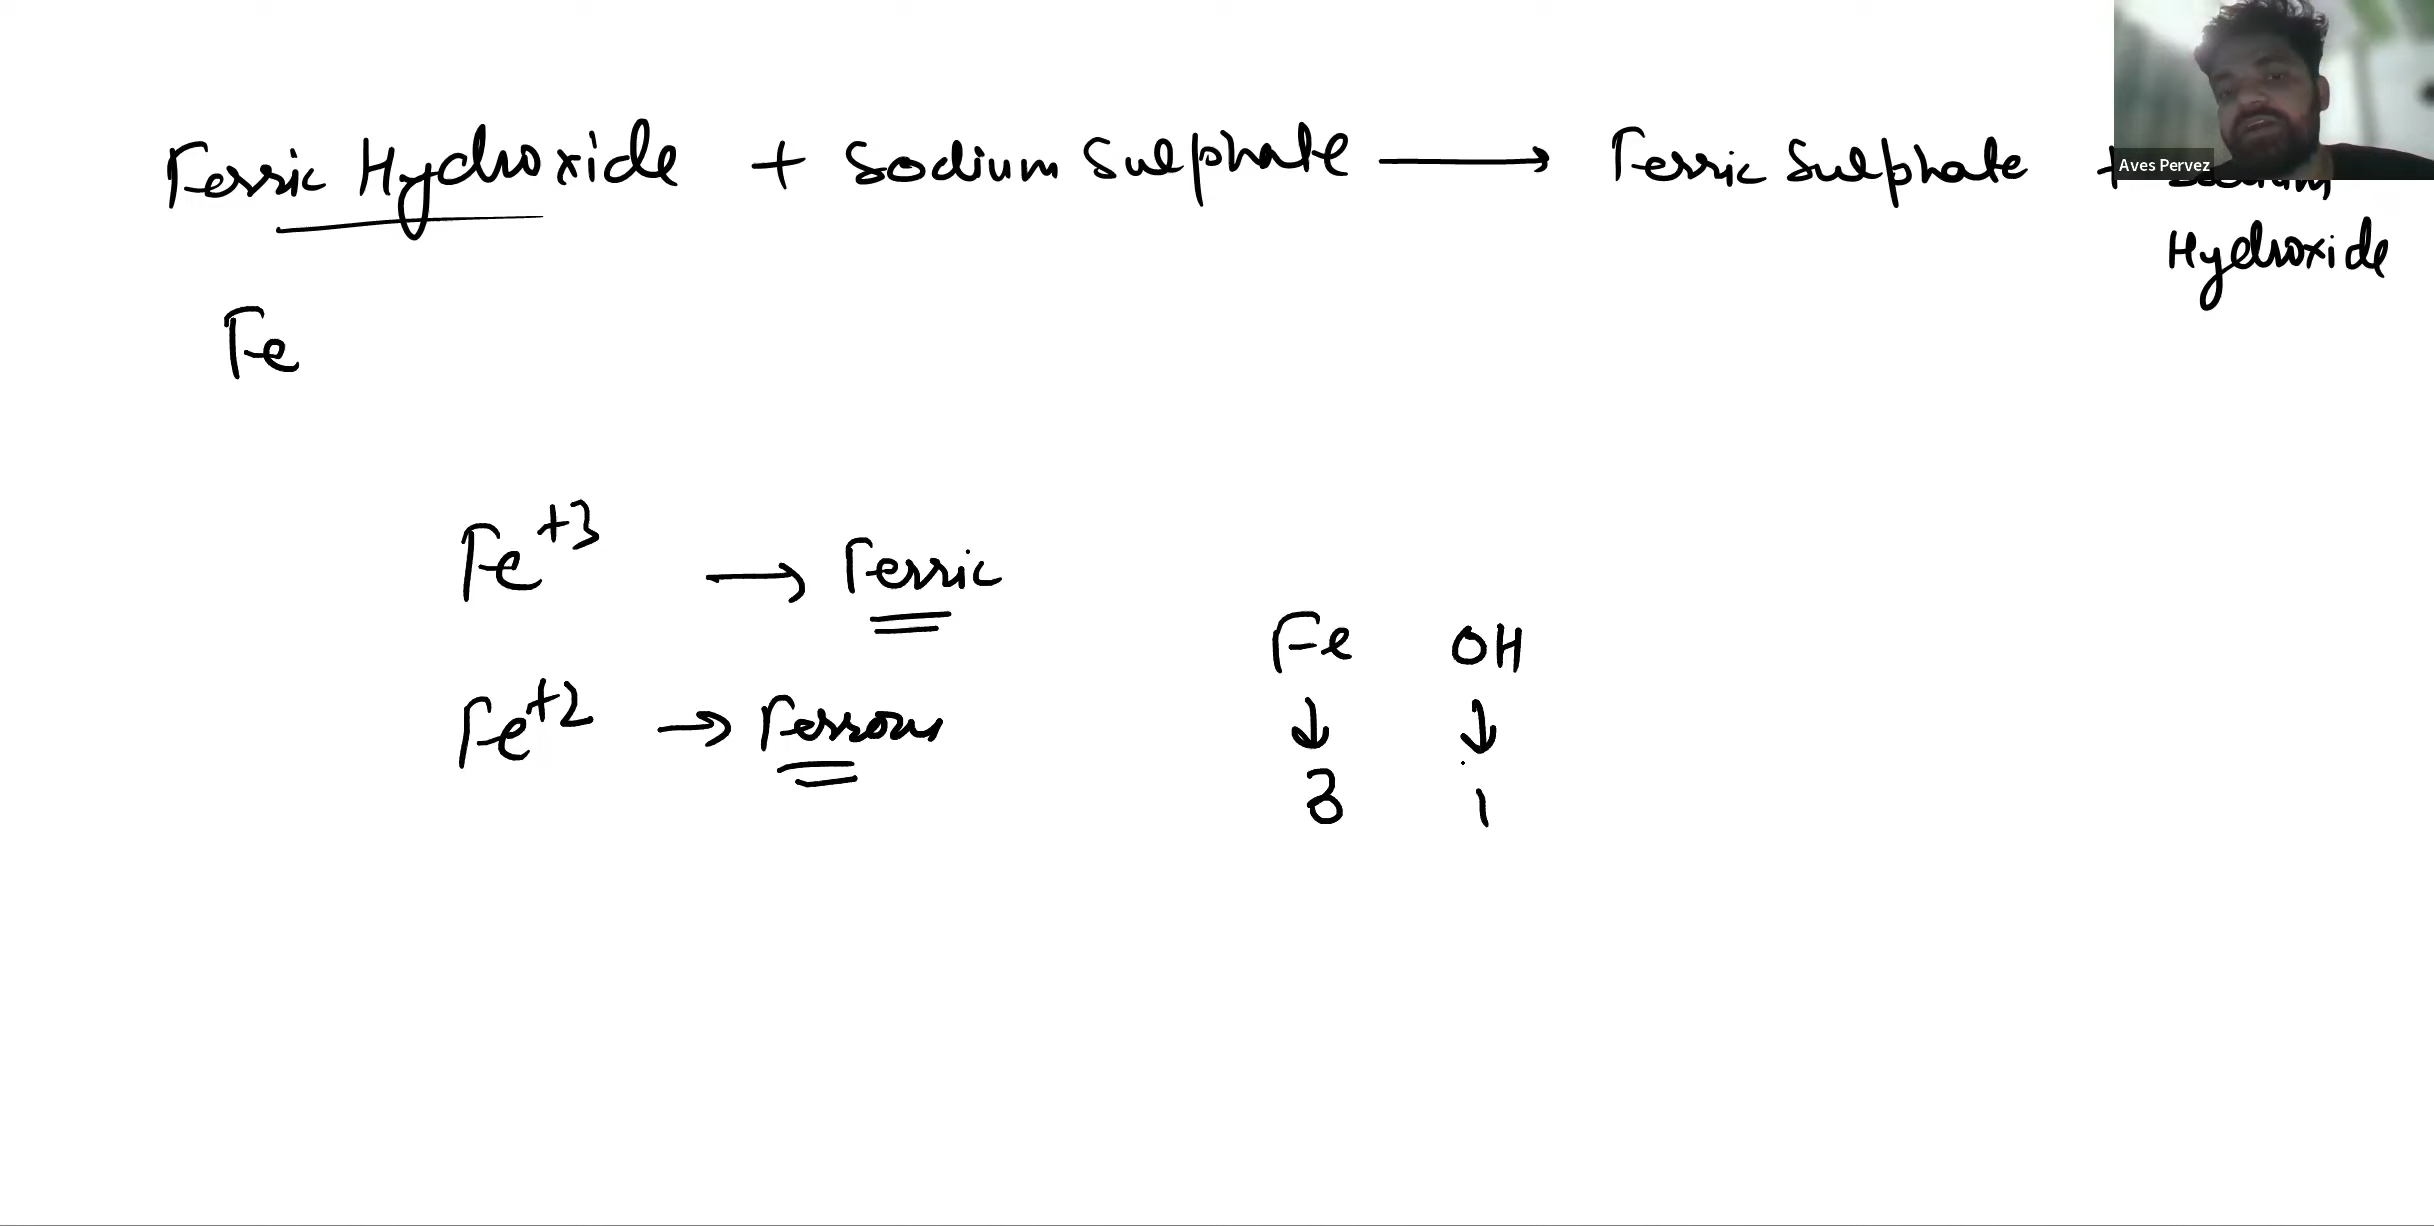 Ferric Hydroxide + Sodium Sulphate → Ferric Sulphate +
Aves Pervez
Hydroxide
Fe
Fe+3 → Ferric
Fe+2 → Ferrous
Fe OH
↓ ↓
3 1